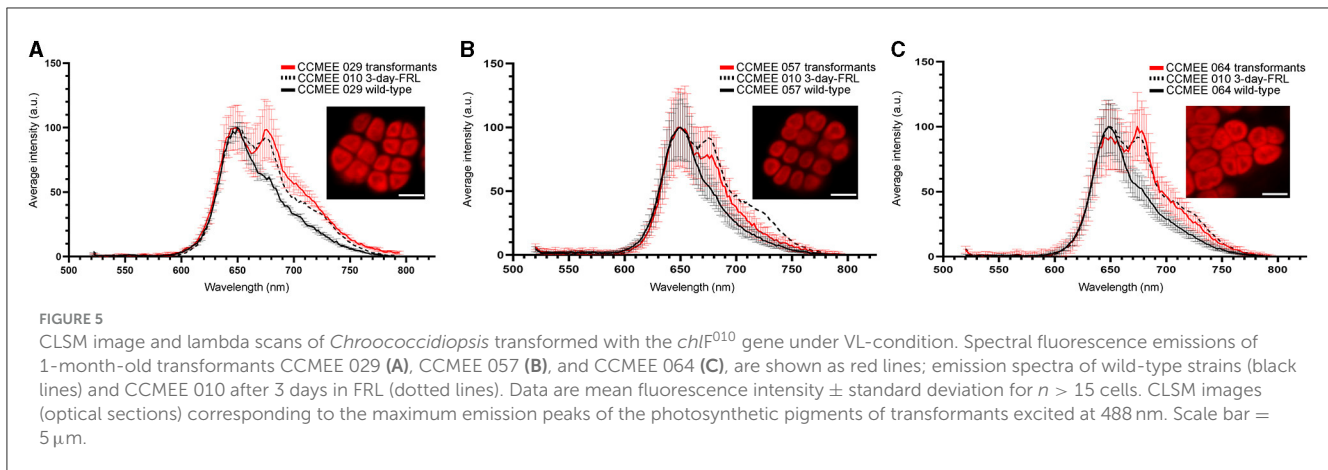 A
CCMEE 029 transformants
CCMEE 010 3-day-FRL
CCMEE 029 wild-type
150
100
50
0
Average intensity (a.u.)
500 550 600 650 700 750 800
Wavelength (nm)
B
CCMEE 057 transformants
CCMEE 010 3-day-FRL
CCMEE 057 wild-type
150
100
50
0
Average intensity (a.u.)
500 550 600 650 700 750 800
Wavelength (nm)
C
CCMEE 064 transformants
CCMEE 010 3-day-FRL
CCMEE 064 wild-type
150
100
50
0
Average intensity (a.u.)
500 550 600 650 700 750 800
Wavelength (nm)
FIGURE 5
CLSM image and lambda scans of Chroococcidiopsis transformed with the chlF⁰¹⁰ gene under VL-condition. Spectral fluorescence emissions of
1-month-old transformants CCMEE 029 (A), CCMEE 057 (B), and CCMEE 064 (C), are shown as red lines; emission spectra of wild-type strains (black
lines) and CCMEE 010 after 3 days in FRL (dotted lines). Data are mean fluorescence intensity ± standard deviation for n > 15 cells. CLSM images
(optical sections) corresponding to the maximum emission peaks of the photosynthetic pigments of transformants excited at 488 nm. Scale bar =
5 μm.